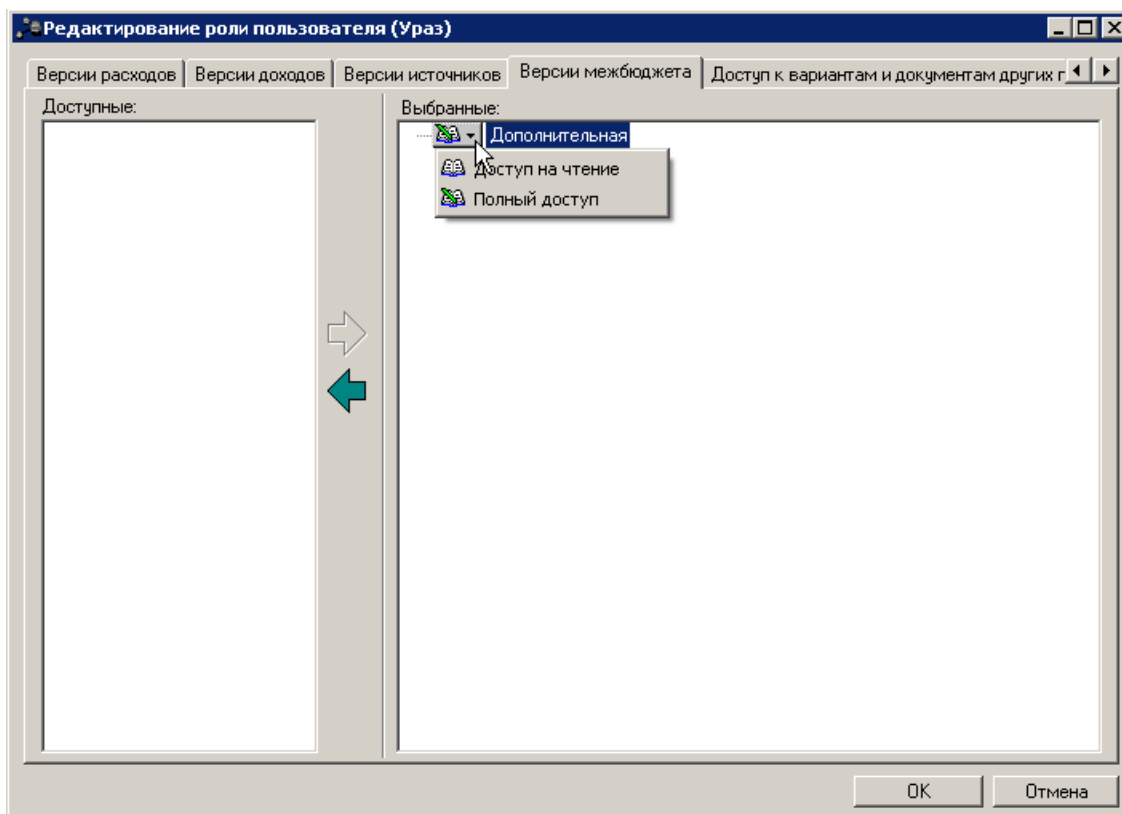 Редактирование роли пользователя (Ураз)
Версии расходов Версии доходов Версии источников Версии межбюджета Доступ к вариантам и документам других г
Доступные: Выбранные:
Дополнительная
Доступ на чтение
Полный доступ
OK Отмена